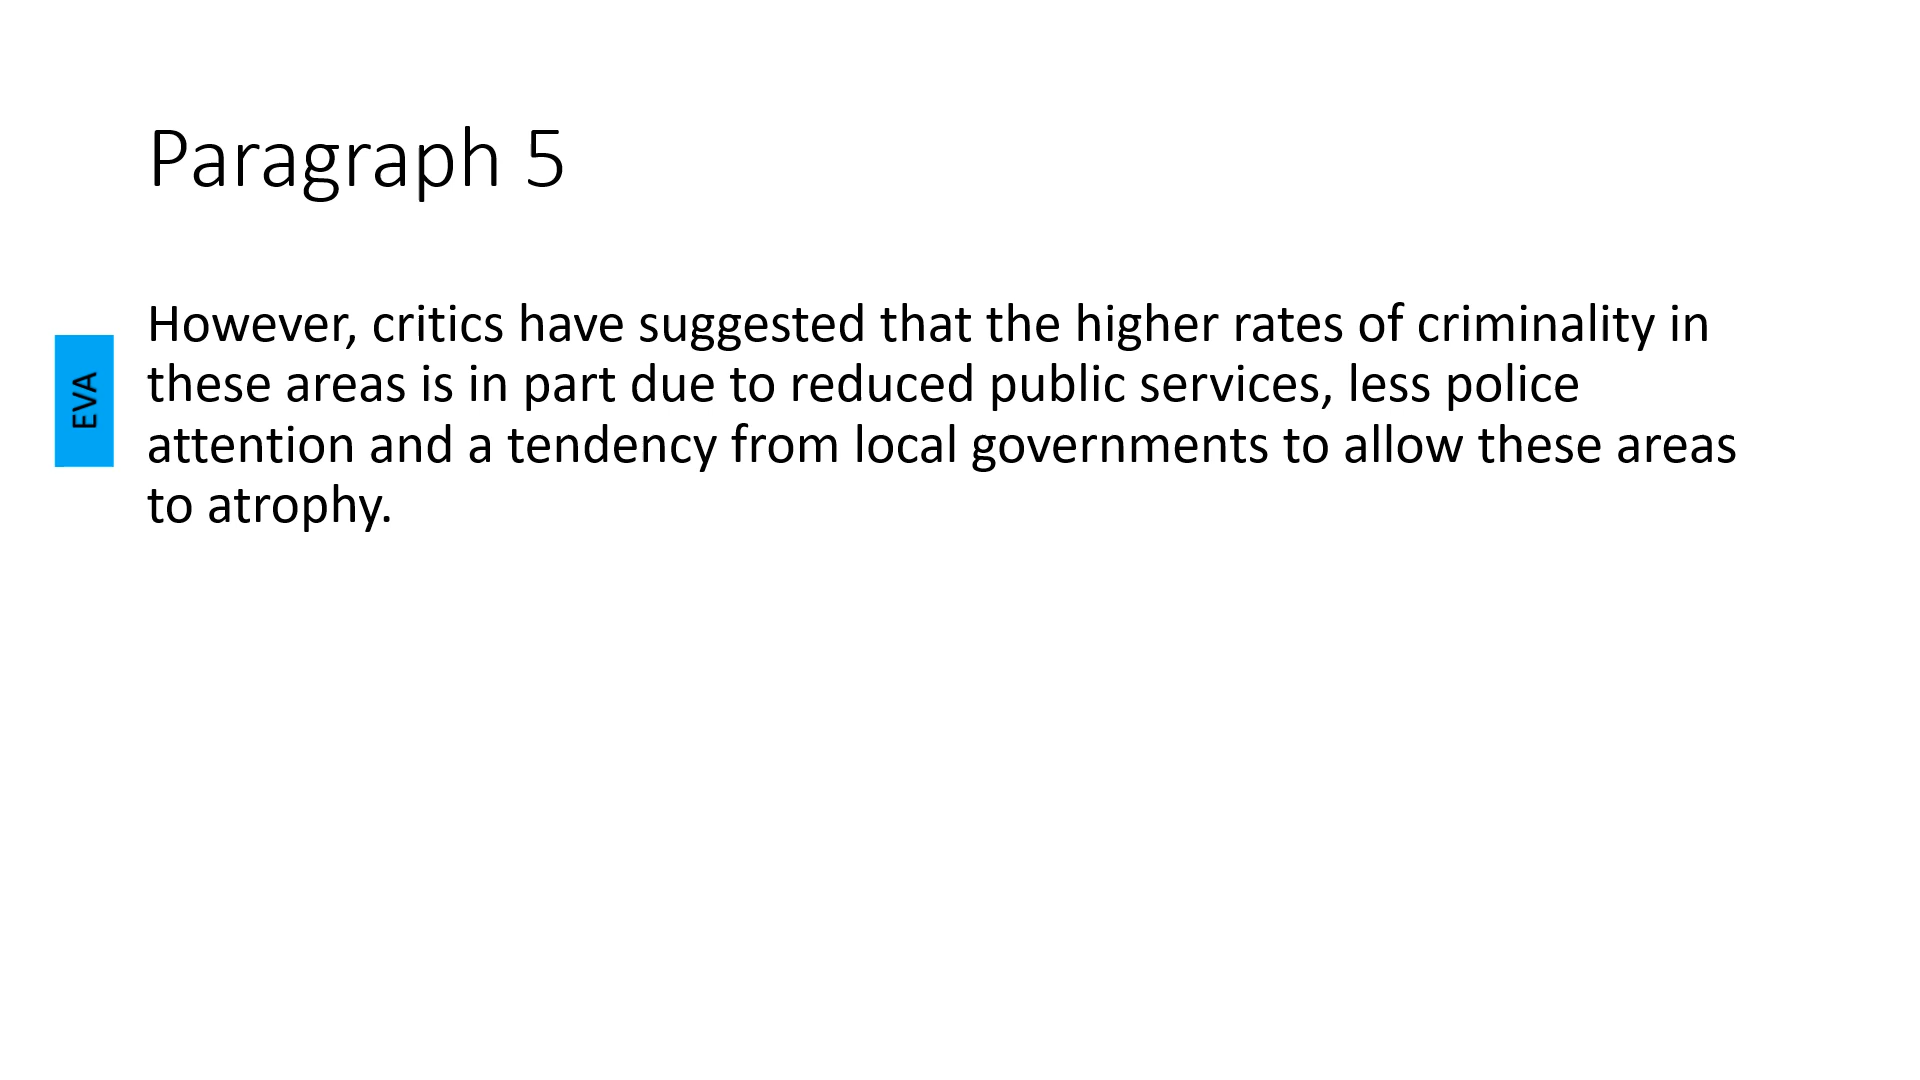 Paragraph 5
EVA
However, critics have suggested that the higher rates of criminality in
these areas is in part due to reduced public services, less police
attention and a tendency from local governments to allow these areas
to atrophy.